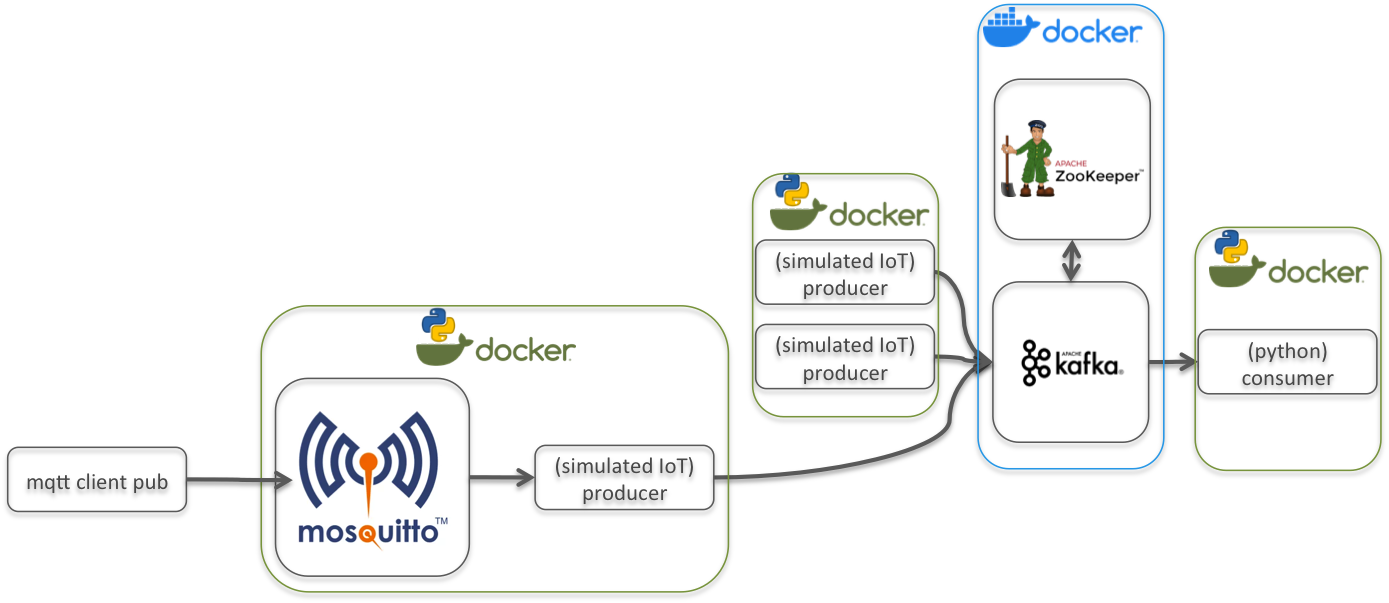 docker
APACHE
ZooKeeper™
docker
(simulated IoT)
producer
(simulated IoT)
producer
APACHE
kafka®
docker
(python)
consumer
docker
mosquitto™
(simulated IoT)
producer
mqtt client pub